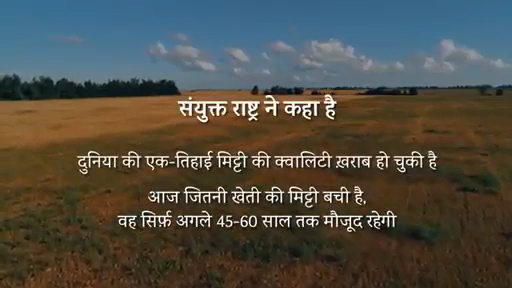 संयुक्त राष्ट्र ने कहा है
दुनिया की एक-तिहाई मिट्टी की क्वालिटी ख़राब हो चुकी है
आज जितनी खेती की मिट्टी बची है,
वह सिर्फ़ अगले 45-60 साल तक मौजूद रहेगी